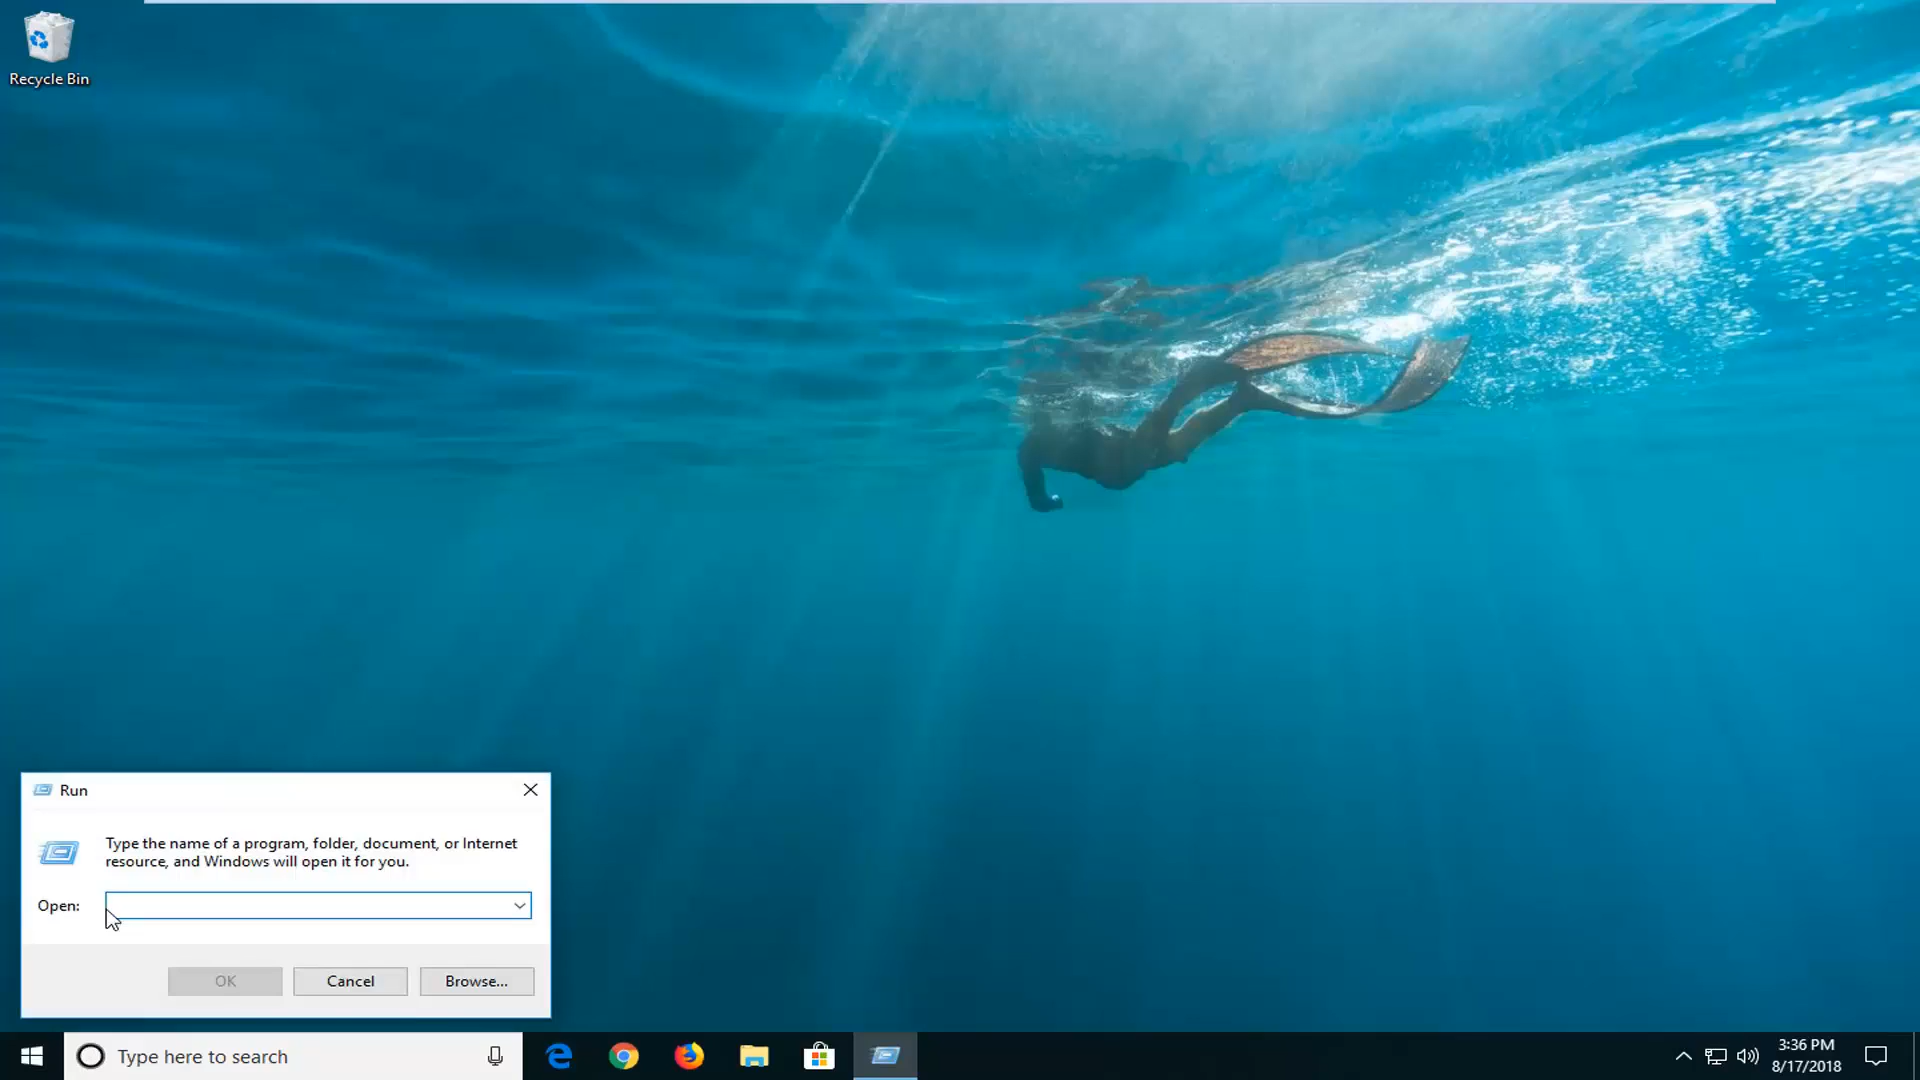 Recycle Bin
Run
Type the name of a program, folder, document, or Internet
resource, and Windows will open it for you.
Open:
OK
Cancel
Browse...
Type here to search
3:36 PM
8/17/2018